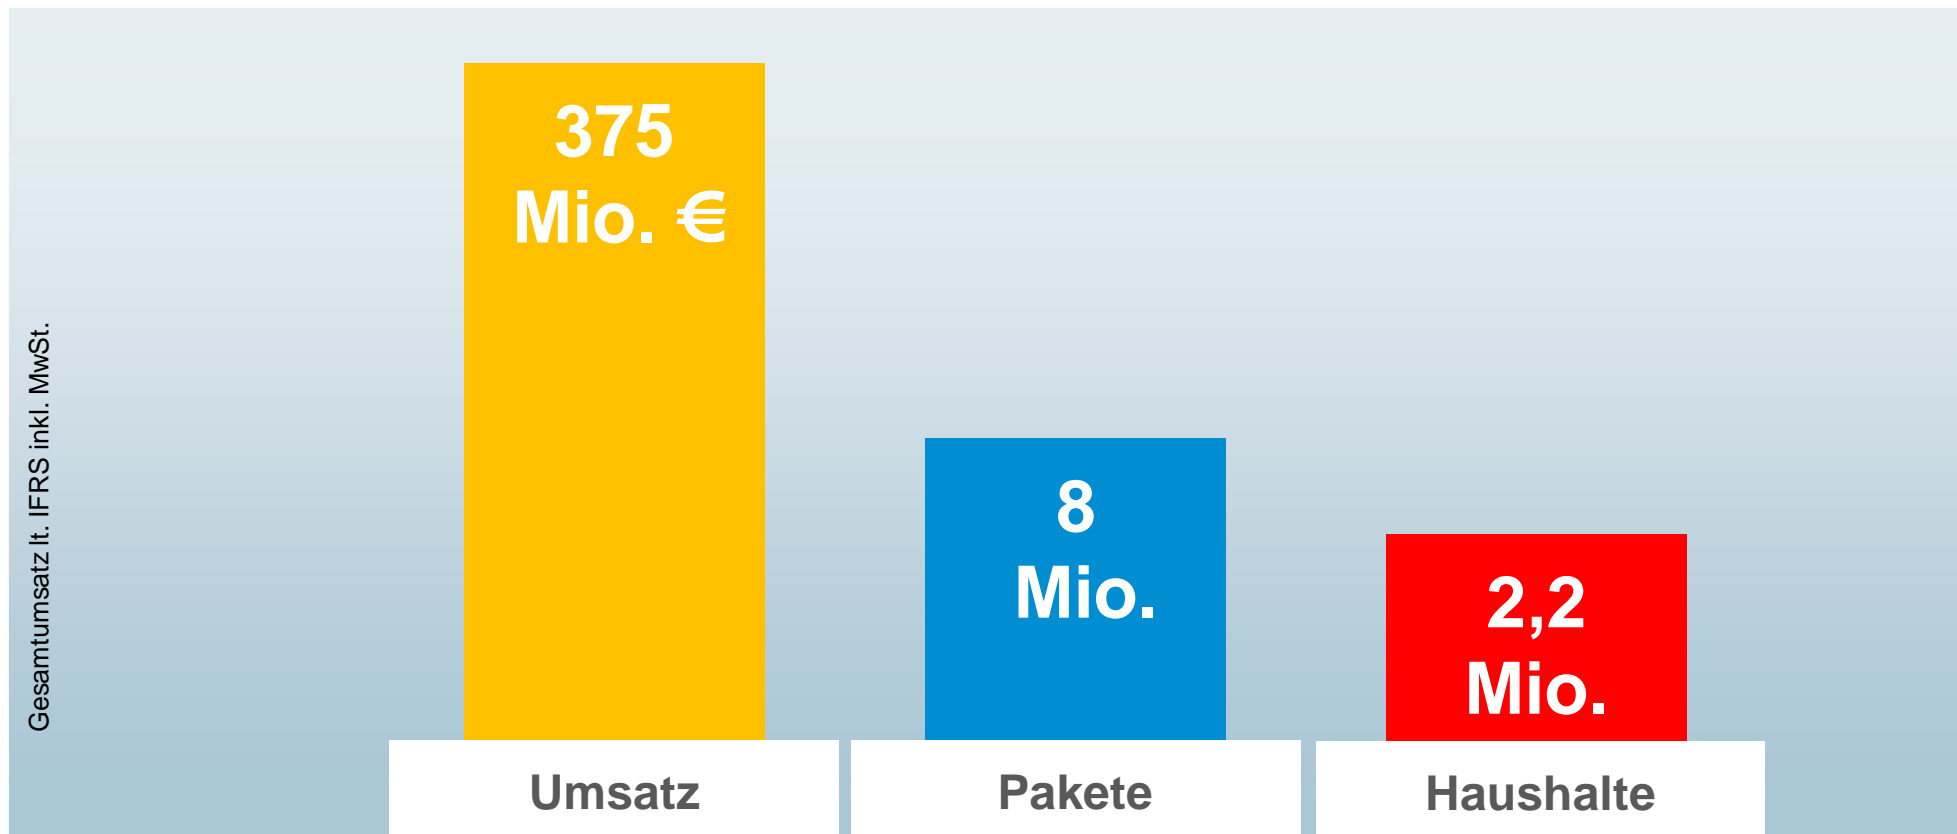 375
Mio. €
8
Mio.
2,2
Mio.
Umsatz
Pakete
Haushalte
Gesamtumsatz lt. IFRS inkl. MwSt.